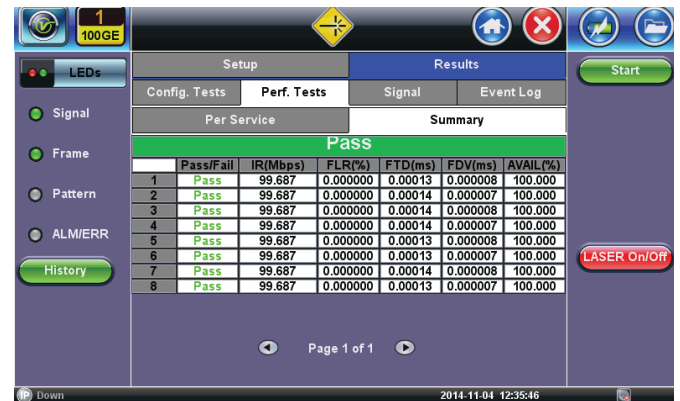 1
100GE
LEDs
Setup
Results
Start
Config. Tests
Perf. Tests
Signal
Event Log
Signal
Per Service
Summary
Frame
Pass
Pass/Fail IR(Mbps) FLR(%) FTD(ms) FDV(ms) AVAIL(%)
1 Pass 99.687 0.000000 0.00013 0.000008 100.000
2 Pass 99.687 0.000000 0.00014 0.000007 100.000
3 Pass 99.687 0.000000 0.00014 0.000008 100.000
4 Pass 99.687 0.000000 0.00014 0.000007 100.000
5 Pass 99.687 0.000000 0.00013 0.000008 100.000
6 Pass 99.687 0.000000 0.00013 0.000007 100.000
7 Pass 99.687 0.000000 0.00014 0.000008 100.000
8 Pass 99.687 0.000000 0.00013 0.000007 100.000
Pattern
ALM/ERR
History
LASER On/Off
Page 1 of 1
IP Down
2014-11-04 12:35:46